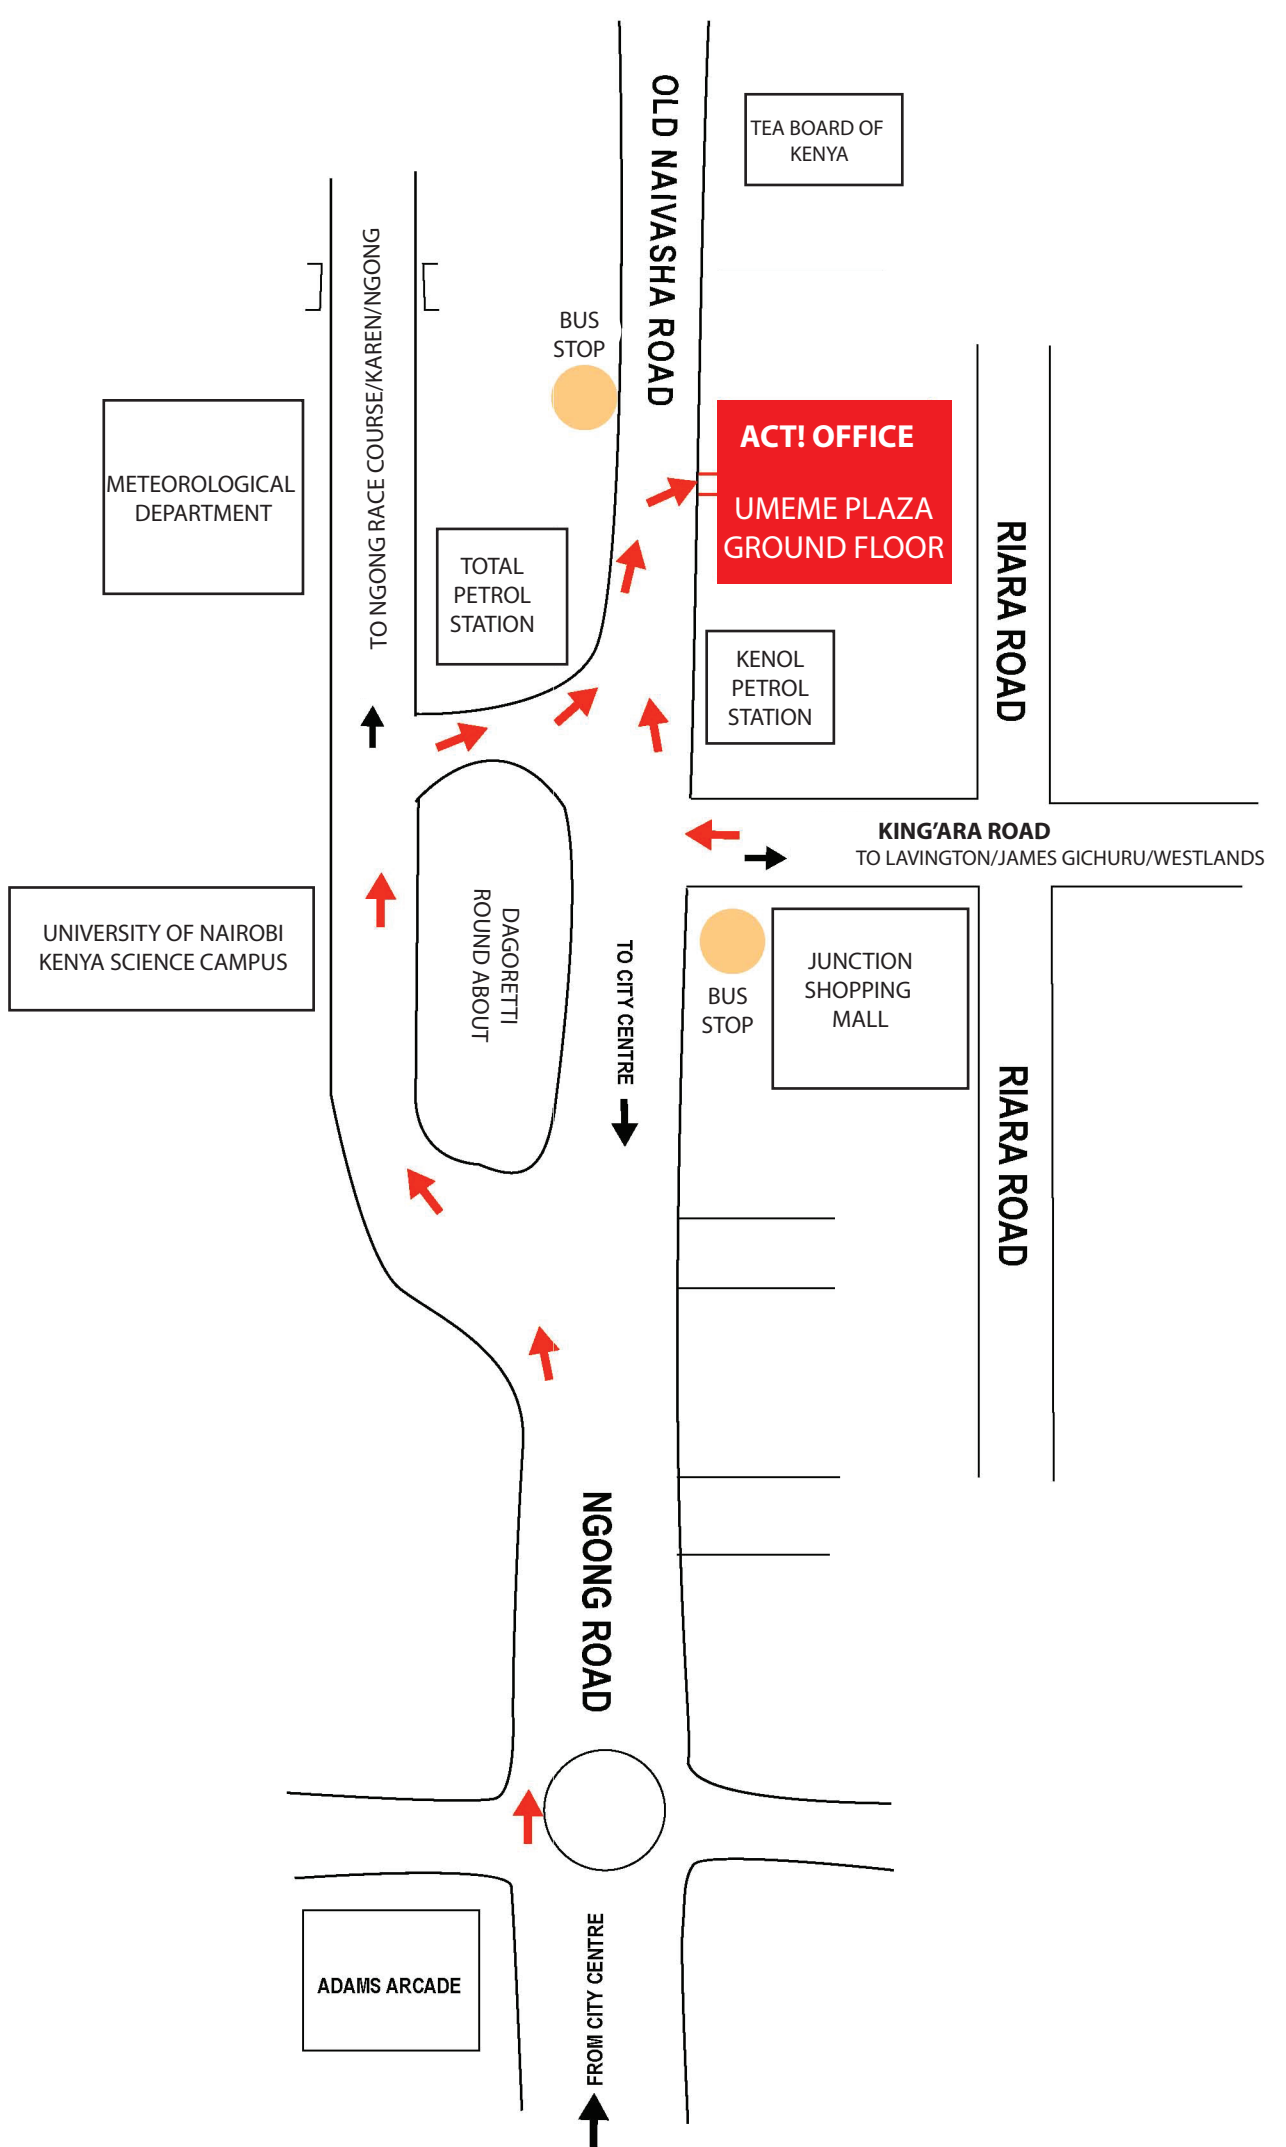 OLD NAIVASHA ROAD
TEA BOARD OF
KENYA
TO NGONG RACE COURSE/KAREN/NGONG
BUS
STOP
ACT! OFFICE
UMEME PLAZA
GROUND FLOOR
METEOROLOGICAL
DEPARTMENT
TOTAL
PETROL
STATION
RIARA ROAD
KENOL
PETROL
STATION
KING'ARA ROAD
TO LAVINGTON/JAMES GICHURU/WESTLANDS
UNIVERSITY OF NAIROBI
KENYA SCIENCE CAMPUS
DAGORETTI
ROUND ABOUT
TO CITY CENTRE
BUS
STOP
JUNCTION
SHOPPING
MALL
RIARA ROAD
NGONG ROAD
ADAMS ARCADE
FROM CITY CENTRE